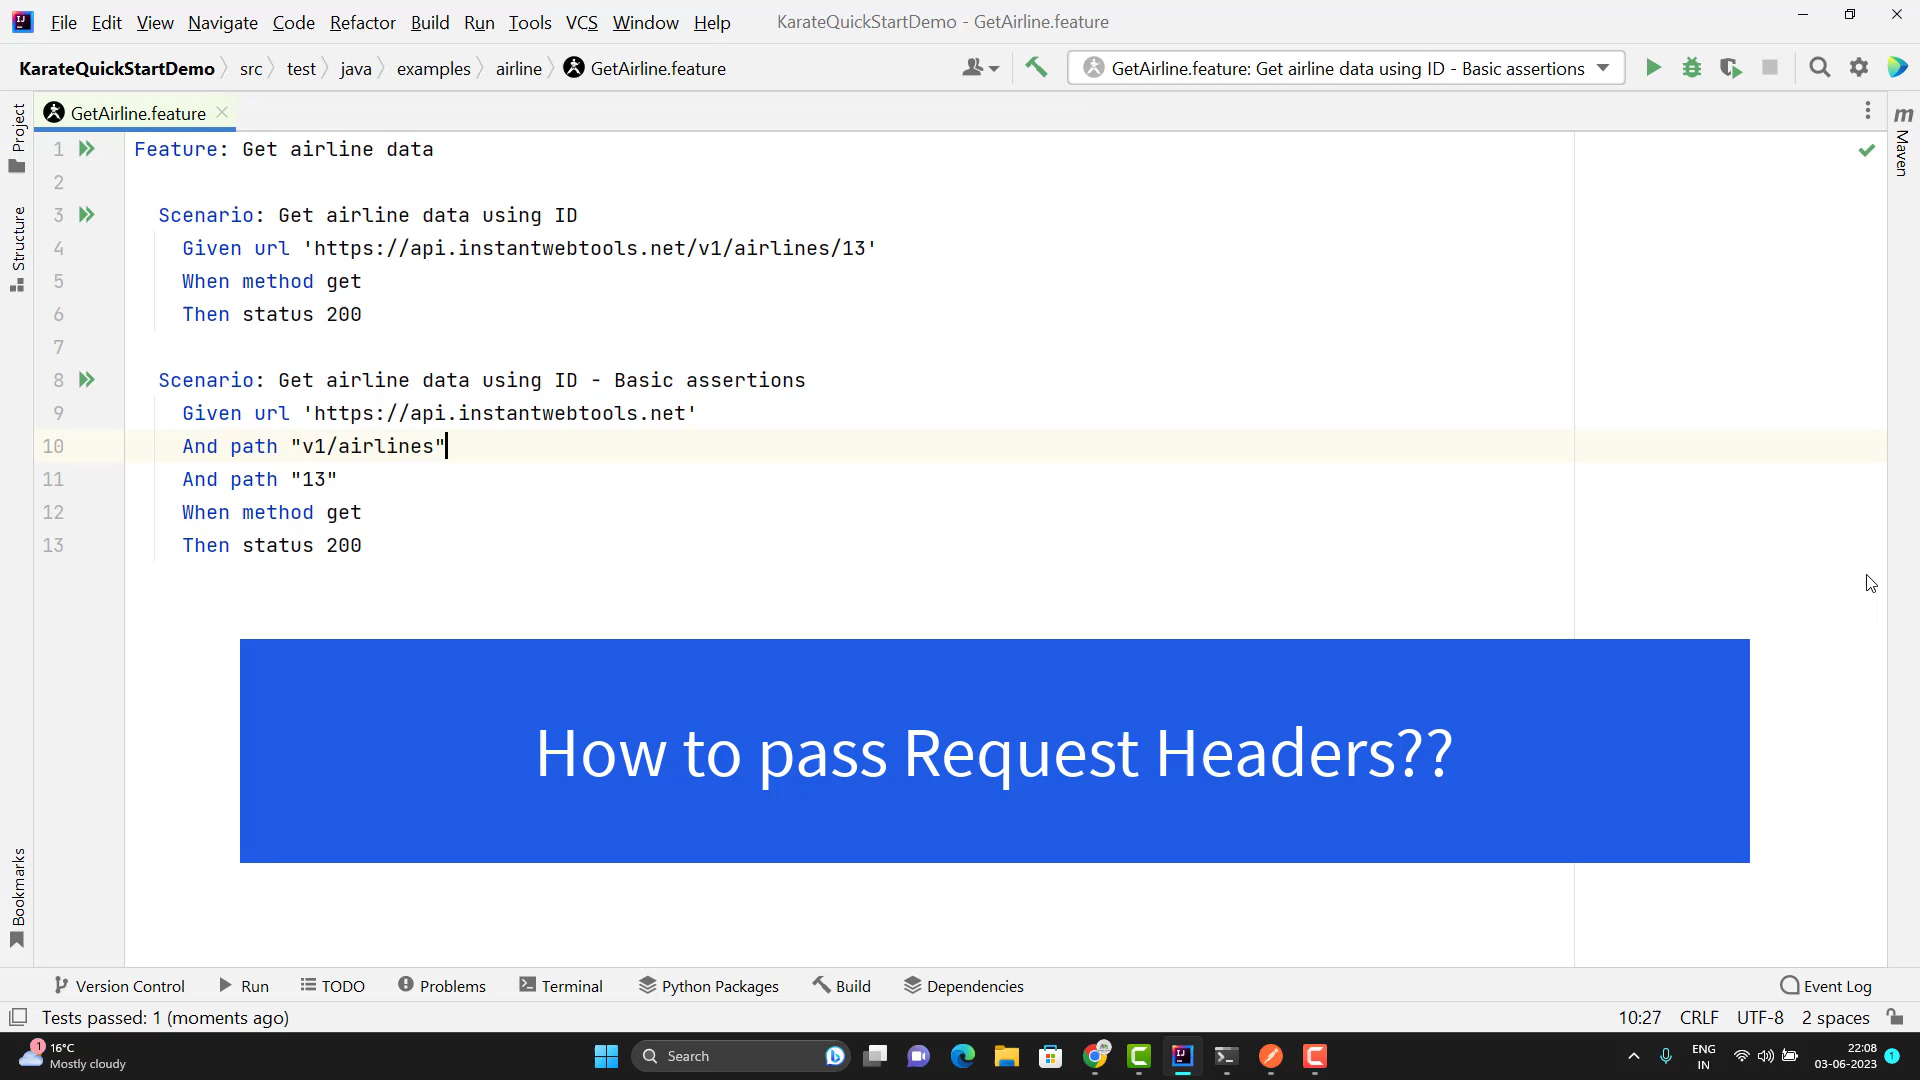 File Edit View Navigate Code Refactor Build Run Tools VCS Window Help KarateQuickStartDemo - GetAirline.feature
KarateQuickStartDemo src test java examples airline GetAirline.feature
GetAirline.feature: Get airline data using ID - Basic assertions
GetAirline.feature
Project
Structure
Bookmarks
m
Maven
1 Feature: Get airline data
2
3 Scenario: Get airline data using ID
4 Given url 'https://api.instantwebtools.net/v1/airlines/13'
5 When method get
6 Then status 200
7
8 Scenario: Get airline data using ID - Basic assertions
9 Given url 'https://api.instantwebtools.net'
10 And path "v1/airlines"
11 And path "13"
12 When method get
13 Then status 200
How to pass Request Headers??
Version Control Run TODO Problems Terminal Python Packages Build Dependencies Event Log
Tests passed: 1 (moments ago) 10:27 CRLF UTF-8 2 spaces
1
16°C
Mostly cloudy
Search
ENG
IN
22:08
03-06-2023
1